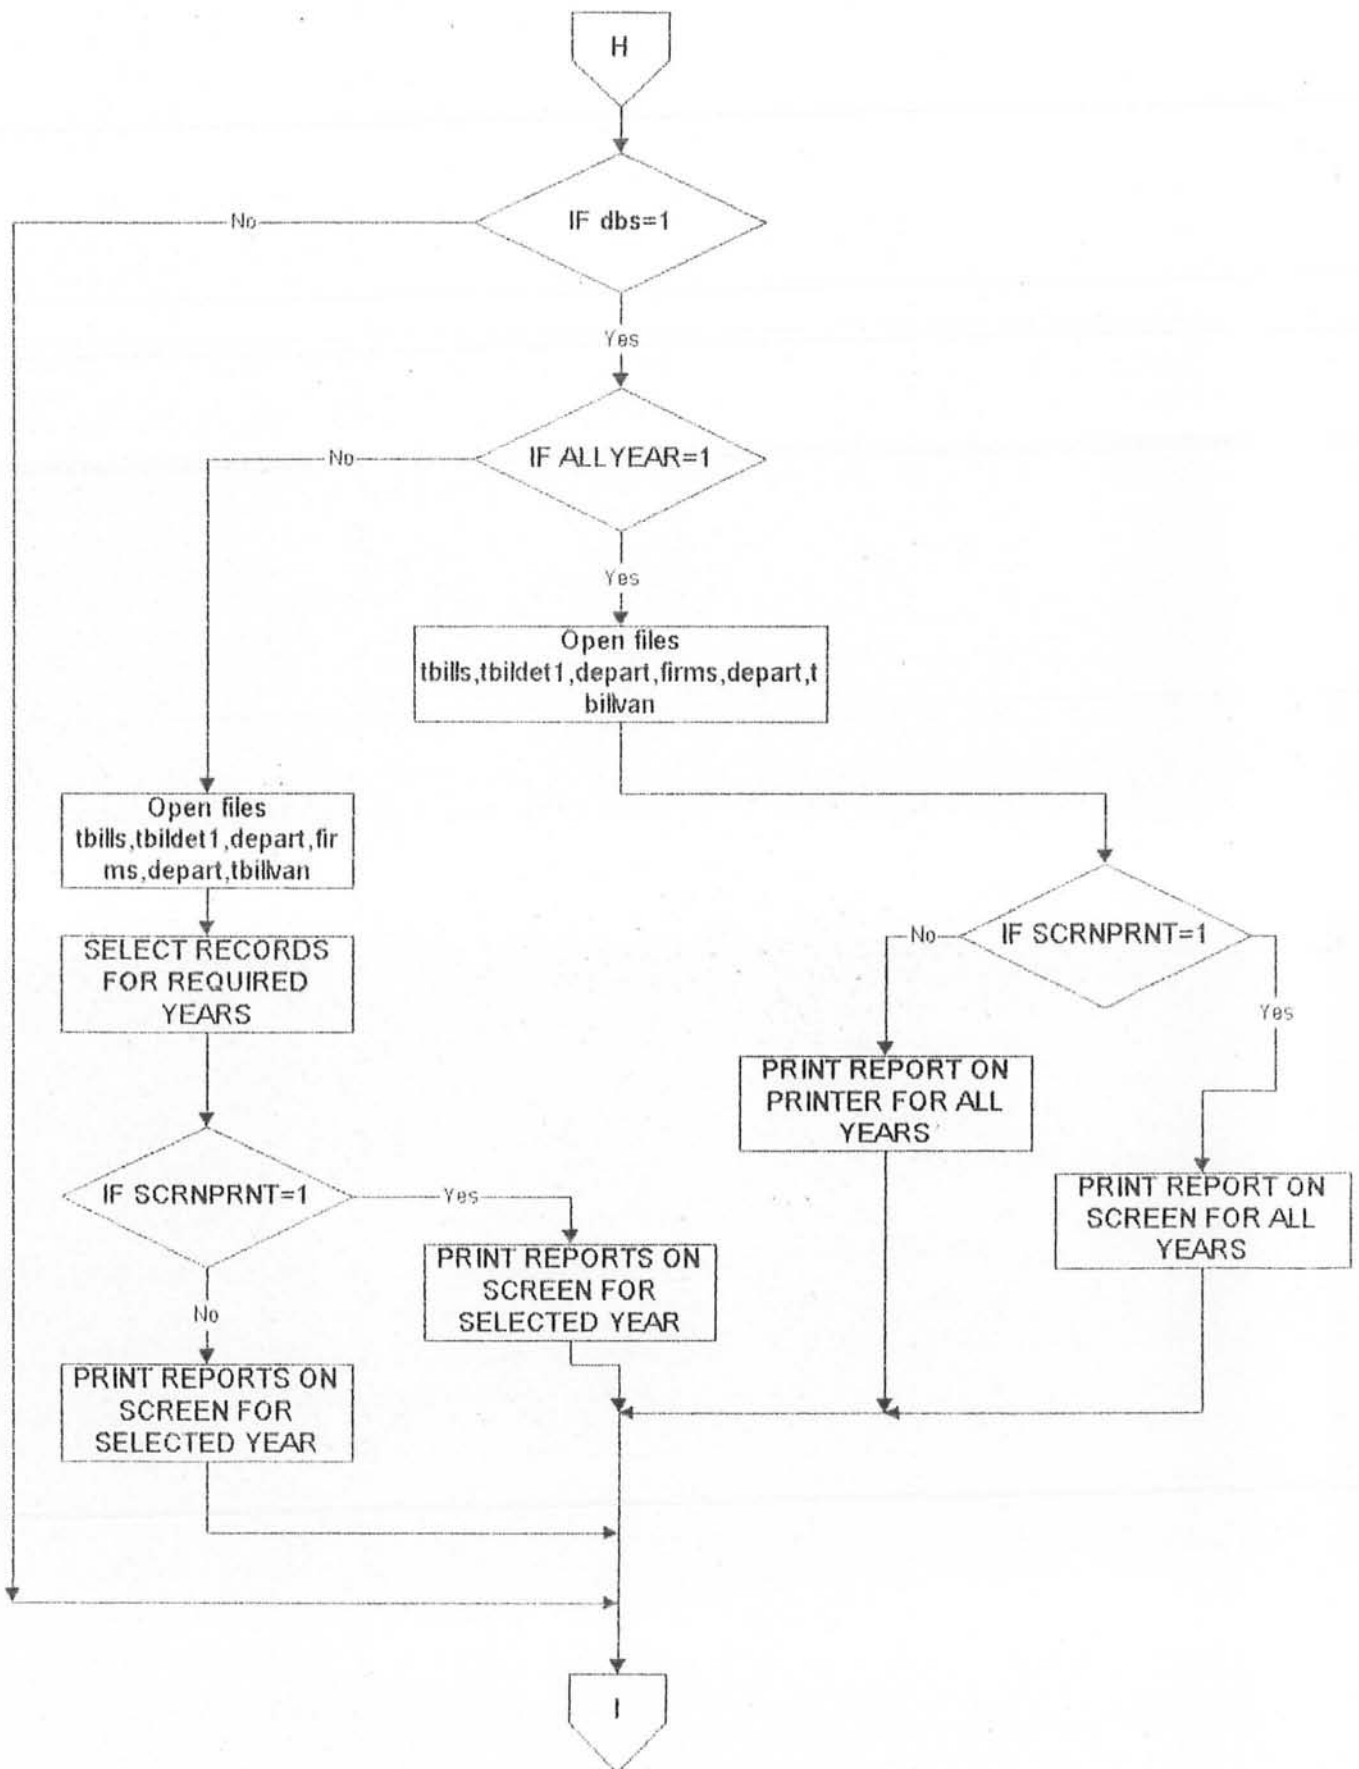 H
IF dbs=1
No
Yes
IF ALLYEAR=1
No
Yes
Open files
tbills,tbildet1,depart,firms,depart,t
billvan
Open files
tbills,tbildet1,depart,fir
ms,depart,tbillvan
SELECT RECORDS
FOR REQUIRED
YEARS
IF SCRNPRNT=1
No
Yes
PRINT REPORT ON
PRINTER FOR ALL
YEARS
PRINT REPORT ON
SCREEN FOR ALL
YEARS
IF SCRNPRNT=1
Yes
No
PRINT REPORTS ON
SCREEN FOR
SELECTED YEAR
PRINT REPORTS ON
SCREEN FOR
SELECTED YEAR
I